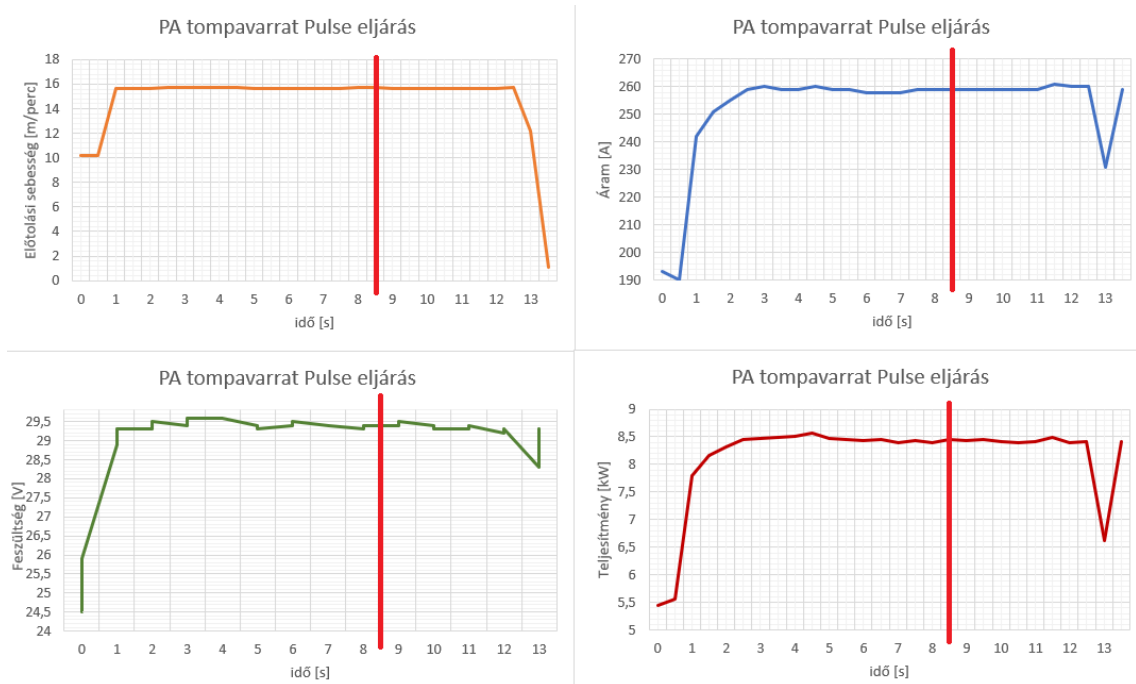 PA tompavarrat Pulse eljárás
Előtolási sebesség [m/perc]
18
16
14
12
10
8
6
4
2
0
0 1 2 3 4 5 6 7 8 9 10 11 12 13
idő [s]
PA tompavarrat Pulse eljárás
Áram [A]
270
260
250
240
230
220
210
200
190
0 1 2 3 4 5 6 7 8 9 10 11 12 13
idő [s]
PA tompavarrat Pulse eljárás
Feszültség [V]
29,5
29
28,5
28
27,5
27
26,5
26
25,5
25
24,5
24
0 1 2 3 4 5 6 7 8 9 10 11 12 13
idő [s]
PA tompavarrat Pulse eljárás
Teljesítmény [kW]
9
8,5
8
7,5
7
6,5
6
5,5
5
0 1 2 3 4 5 6 7 8 9 10 11 12 13
idő [s]